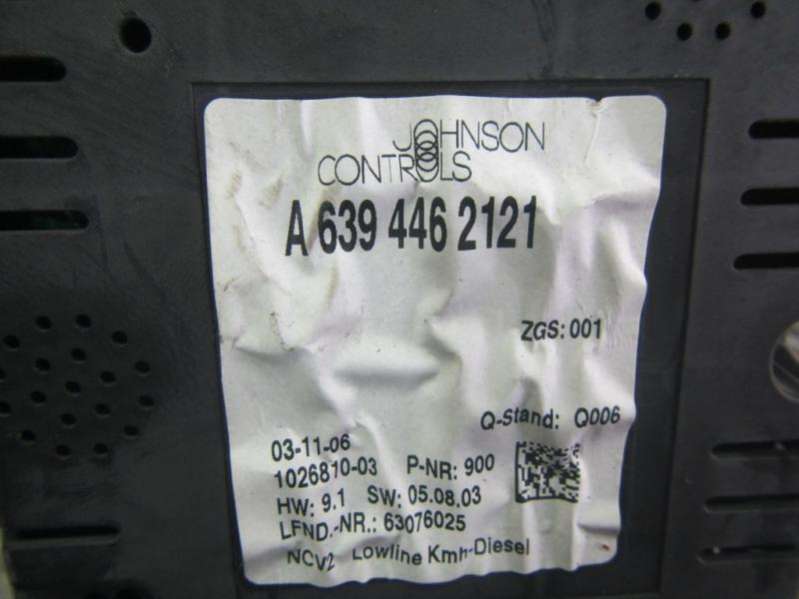 JOHNSON
CONTROLS
A 639 446 2121
ZGS: 001
Q-Stand: Q006
03-11-06
1026810-03 P-NR: 900
HW: 9.1 SW: 05.08.03
LFND.-NR.: 63076025
NCV2 Lowline Kmh-Diesel